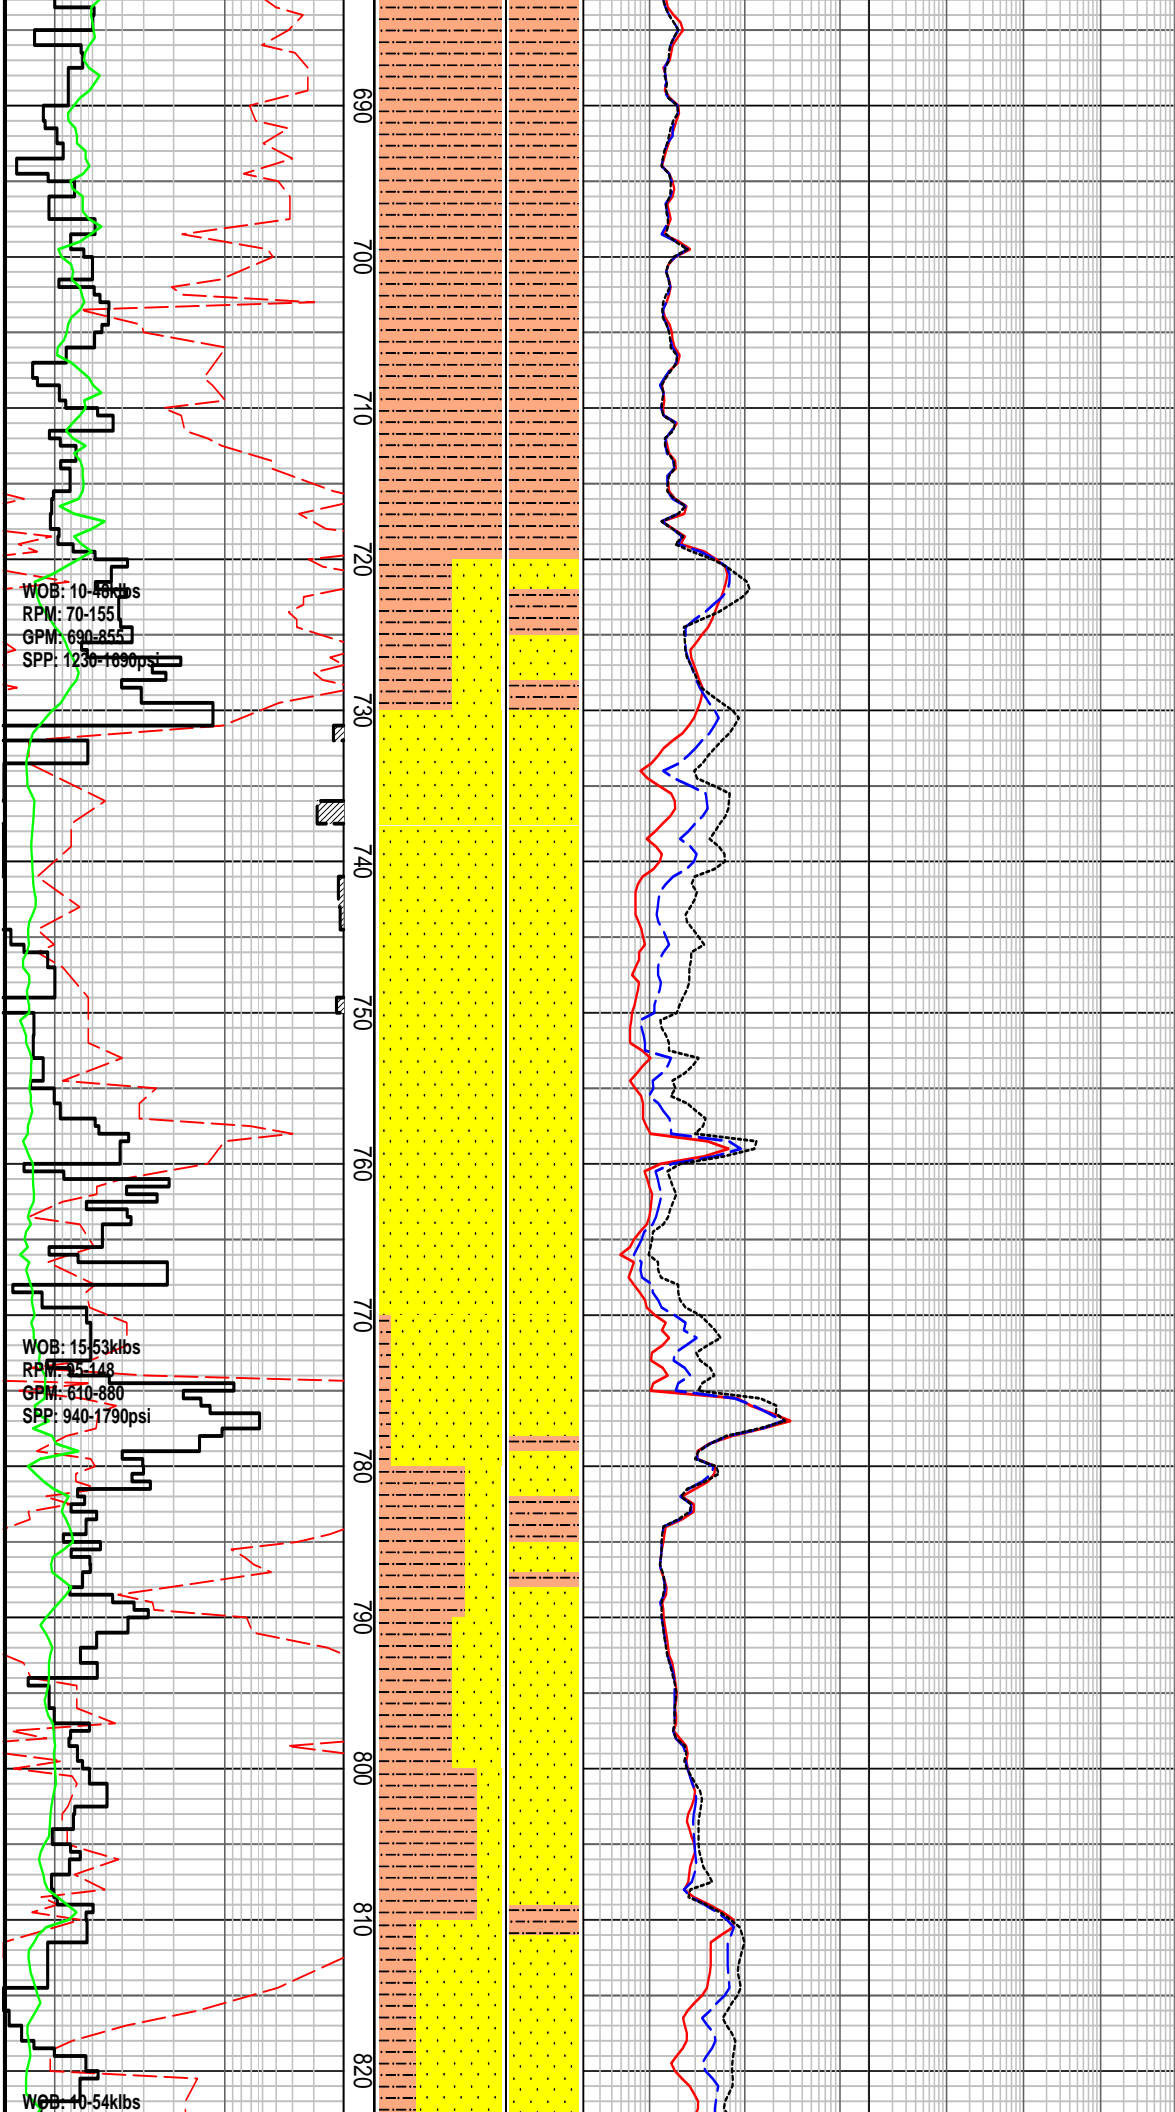 690
700
710
720
WOB: 10-48klbs
RPM: 70-155
GPM: 690-855
SPP: 1230-1690psi
730
740
750
760
770
WOB: 15-53klbs
RPM: 95-148
GPM: 610-880
SPP: 940-1790psi
780
790
800
810
820
WOB: 10-54klbs